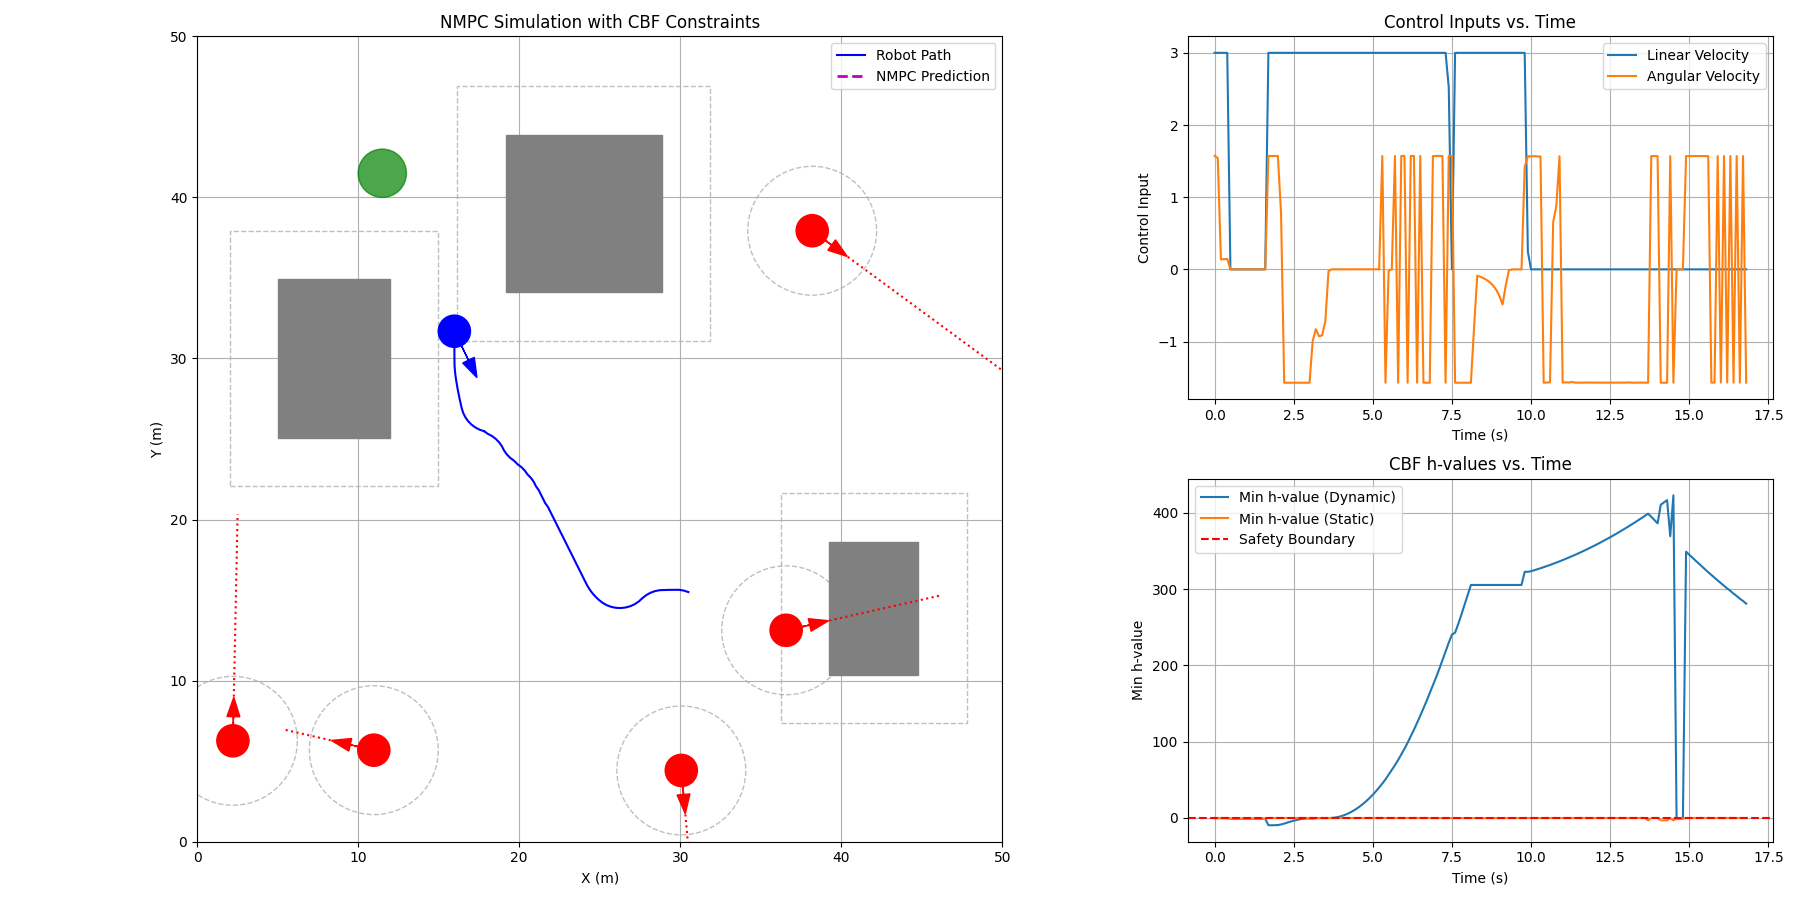 NMPC Simulation with CBF Constraints
50
40
30
20
10
0
Y (m)
Robot Path
NMPC Prediction
0 10 20 30 40 50
X (m)
Control Inputs vs. Time
3
2
1
0
−1
Control Input
Linear Velocity
Angular Velocity
0.0 2.5 5.0 7.5 10.0 12.5 15.0 17.5
Time (s)
CBF h-values vs. Time
400
300
200
100
0
Min h-value
Min h-value (Dynamic)
Min h-value (Static)
Safety Boundary
0.0 2.5 5.0 7.5 10.0 12.5 15.0 17.5
Time (s)